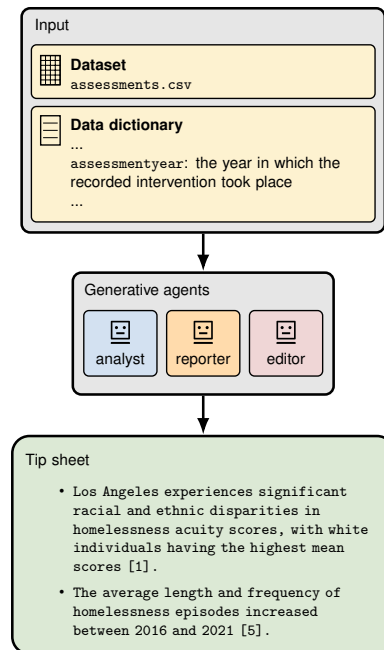 Input
Dataset
assessments.csv
Data dictionary
...
assessmentyear: the year in which the
recorded intervention took place
...
Generative agents
analyst
reporter
editor
Tip sheet
• Los Angeles experiences significant
racial and ethnic disparities in
homelessness acuity scores, with white
individuals having the highest mean
scores [1].
• The average length and frequency of
homelessness episodes increased
between 2016 and 2021 [5].